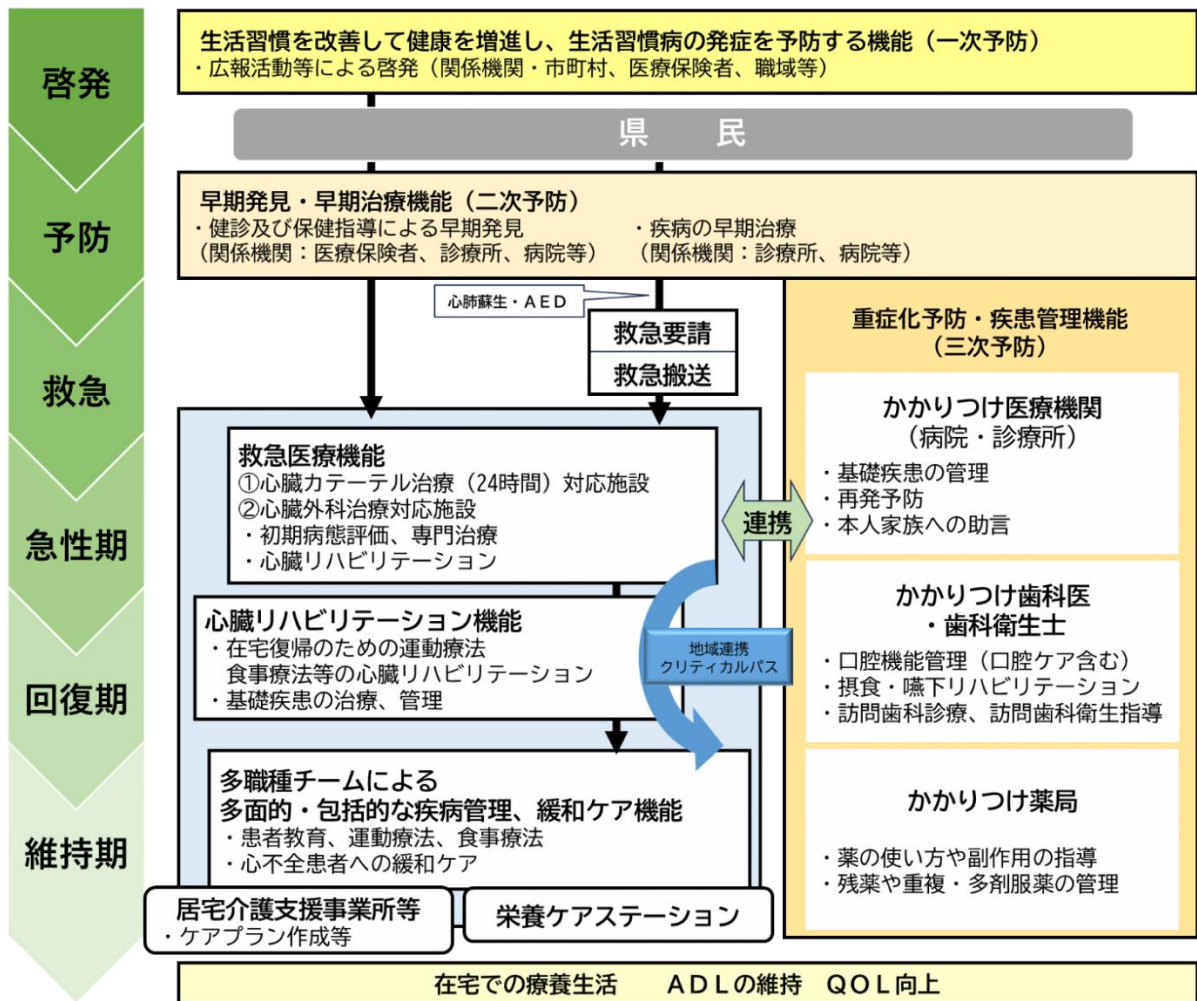 啓発
予防
救急
急性期
回復期
維持期
生活習慣を改善して健康を増進し、生活習慣病の発症を予防する機能（一次予防）
・広報活動等による啓発（関係機関・市町村、医療保険者、職域等）
県　民
早期発見・早期治療機能（二次予防）
・健診及び保健指導による早期発見
（関係機関：医療保険者、診療所、病院等）
・疾病の早期治療
（関係機関：診療所、病院等）
心肺蘇生・ＡＥＤ
救急要請
救急搬送
救急医療機能
①心臓カテーテル治療（24時間）対応施設
②心臓外科治療対応施設
・初期病態評価、専門治療
・心臓リハビリテーション
連携
心臓リハビリテーション機能
・在宅復帰のための運動療法
食事療法等の心臓リハビリテーション
・基礎疾患の治療、管理
地域連携
クリティカルパス
多職種チームによる
多面的・包括的な疾病管理、緩和ケア機能
・患者教育、運動療法、食事療法
・心不全患者への緩和ケア
居宅介護支援事業所等
・ケアプラン作成等
栄養ケアステーション
重症化予防・疾患管理機能
（三次予防）
かかりつけ医療機関
（病院・診療所）
・基礎疾患の管理
・再発予防
・本人家族への助言
かかりつけ歯科医
・歯科衛生士
・口腔機能管理（口腔ケア含む）
・摂食・嚥下リハビリテーション
・訪問歯科診療、訪問歯科衛生指導
かかりつけ薬局
・薬の使い方や副作用の指導
・残薬や重複・多剤服薬の管理
在宅での療養生活　ＡＤＬの維持　ＱＯＬ向上